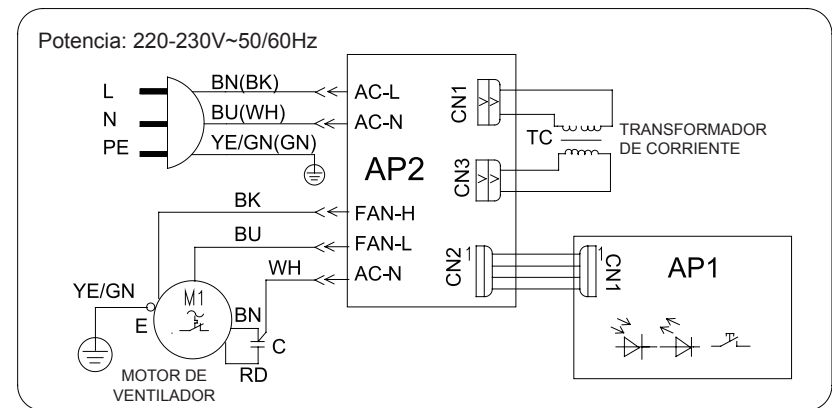 Potencia: 220-230V~50/60Hz
L
BN(BK)
AC-L
N
BU(WH)
AC-N
PE
YE/GN(GN)
AP2
CN1
TC
TRANSFORMADOR
DE CORRIENTE
CN3
BK
FAN-H
BU
FAN-L
WH
AC-N
CN2
1
1
CN1
AP1
YE/GN
E
M1
BN
C
RD
MOTOR DE
VENTILADOR